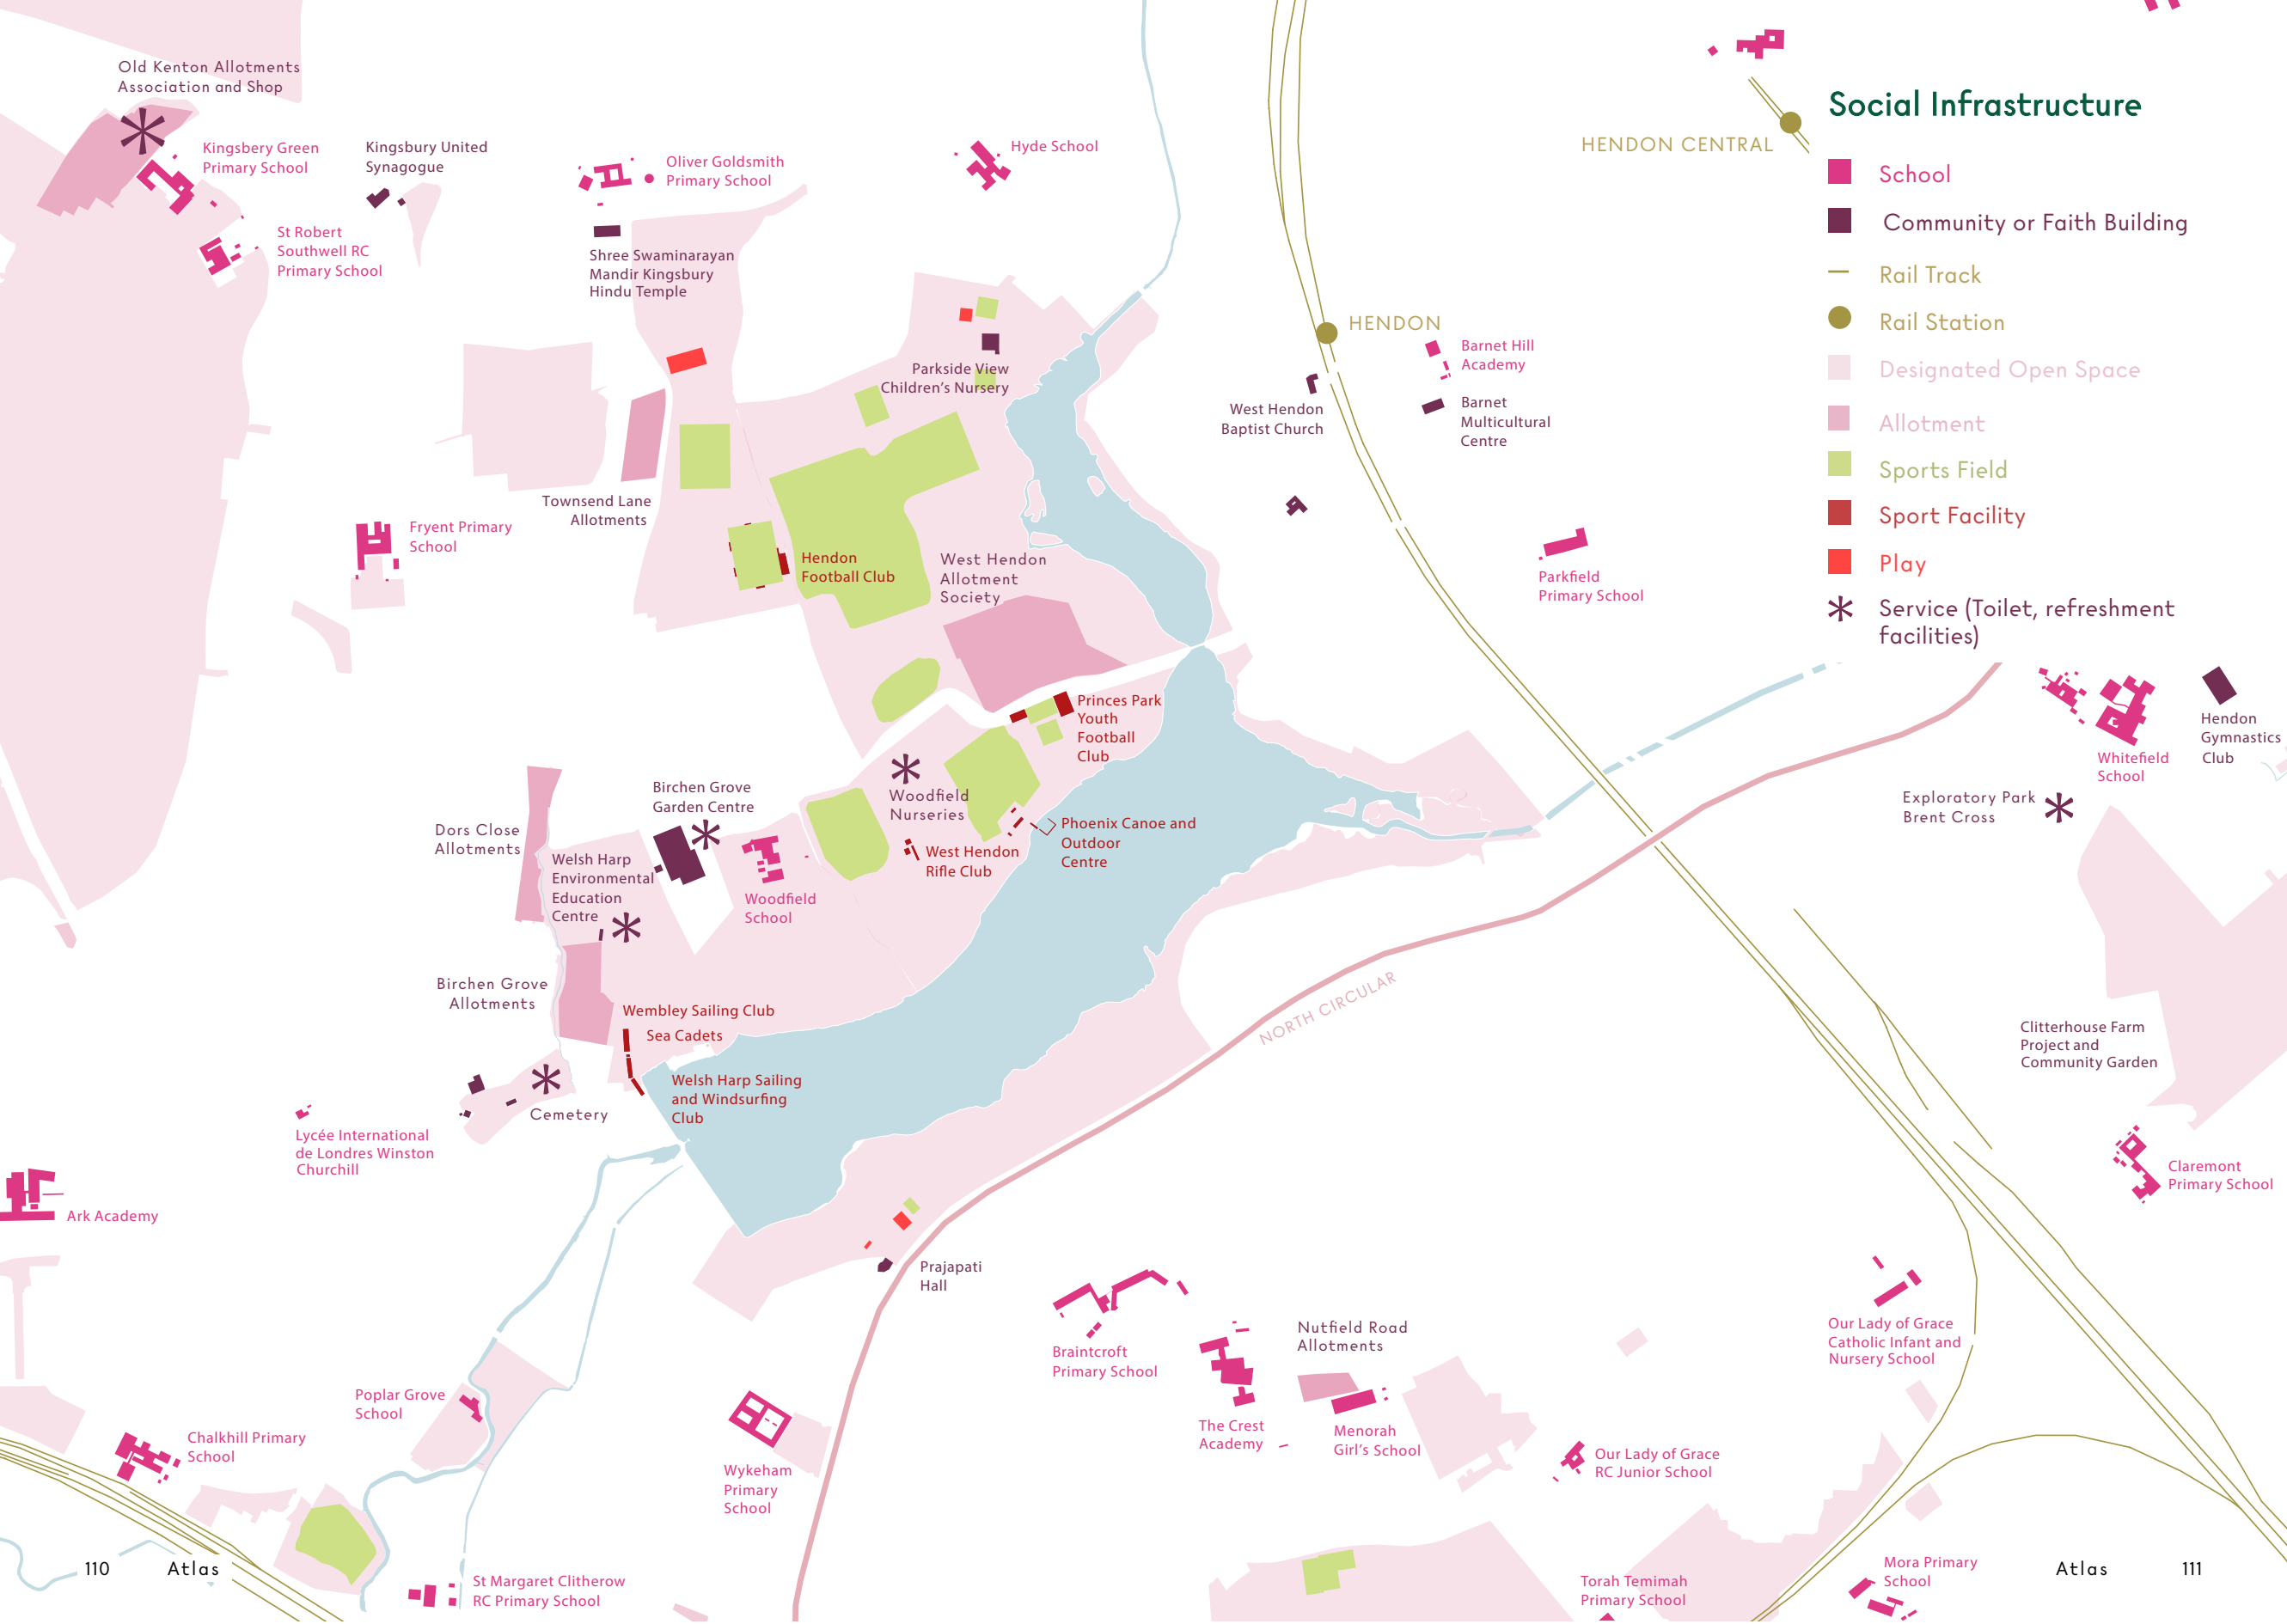 Old Kenton Allotments
Association and Shop
Kingsbery Green
Primary School
Kingsbury United
Synagogue
St Robert
Southwell RC
Primary School
Oliver Goldsmith
Primary School
Shree Swaminarayan
Mandir Kingsbury
Hindu Temple
Hyde School
HENDON CENTRAL
Social Infrastructure
School
Community or Faith Building
Rail Track
Rail Station
Designated Open Space
Allotment
Sports Field
Sport Facility
Play
Service (Toilet, refreshment
facilities)
HENDON
Barnet Hill
Academy
Parkside View
Children's Nursery
West Hendon
Baptist Church
Barnet
Multicultural
Centre
Townsend Lane
Allotments
Fryent Primary
School
Hendon
Football Club
West Hendon
Allotment
Society
Parkfield
Primary School
Princes Park
Youth
Football
Club
Whitefield
School
Hendon
Gymnastics
Club
Exploratory Park
Brent Cross
Birchen Grove
Garden Centre
Woodfield
Nurseries
Dors Close
Allotments
Welsh Harp
Environmental
Education
Centre
West Hendon
Rifle Club
Phoenix Canoe and
Outdoor
Centre
Woodfield
School
Birchen Grove
Allotments
Wembley Sailing Club
Sea Cadets
NORTH CIRCULAR
Clitterhouse Farm
Project and
Community Garden
Welsh Harp Sailing
and Windsurfing
Club
Cemetery
Lycée International
de Londres Winston
Churchill
Ark Academy
Claremont
Primary School
Prajapati
Hall
Braintcroft
Primary School
Nutfield Road
Allotments
Our Lady of Grace
Catholic Infant and
Nursery School
Poplar Grove
School
The Crest
Academy
Menorah
Girl's School
Chalkhill Primary
School
Wykeham
Primary
School
Our Lady of Grace
RC Junior School
St Margaret Clitherow
RC Primary School
Torah Temimah
Primary School
Mora Primary
School
110 Atlas
Atlas 111